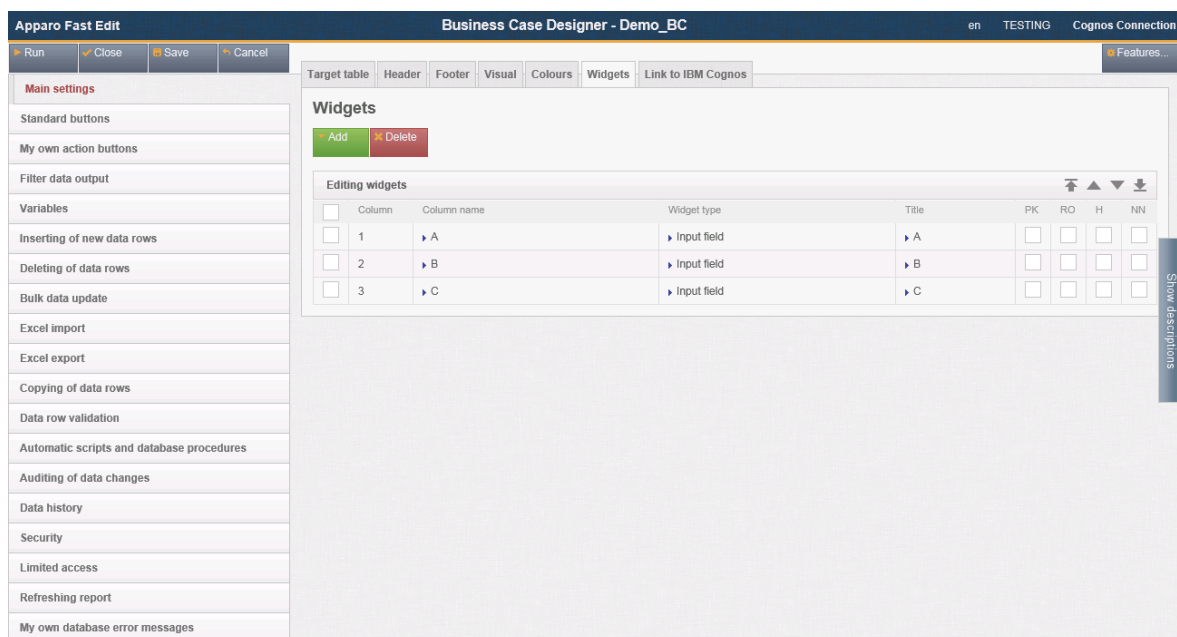 Apparo Fast Edit Business Case Designer - Demo_BC en TESTING Cognos Connection
Run Close Save Cancel Features...
Main settings
Standard buttons
My own action buttons
Filter data output
Variables
Inserting of new data rows
Deleting of data rows
Bulk data update
Excel import
Excel export
Copying of data rows
Data row validation
Automatic scripts and database procedures
Auditing of data changes
Data history
Security
Limited access
Refreshing report
My own database error messages
Target table Header Footer Visual Colours Widgets Link to IBM Cognos
Widgets
Add Delete
Editing widgets
Column Column name Widget type Title PK RO H NN
1 A Input field A
2 B Input field B
3 C Input field C
Show descriptions